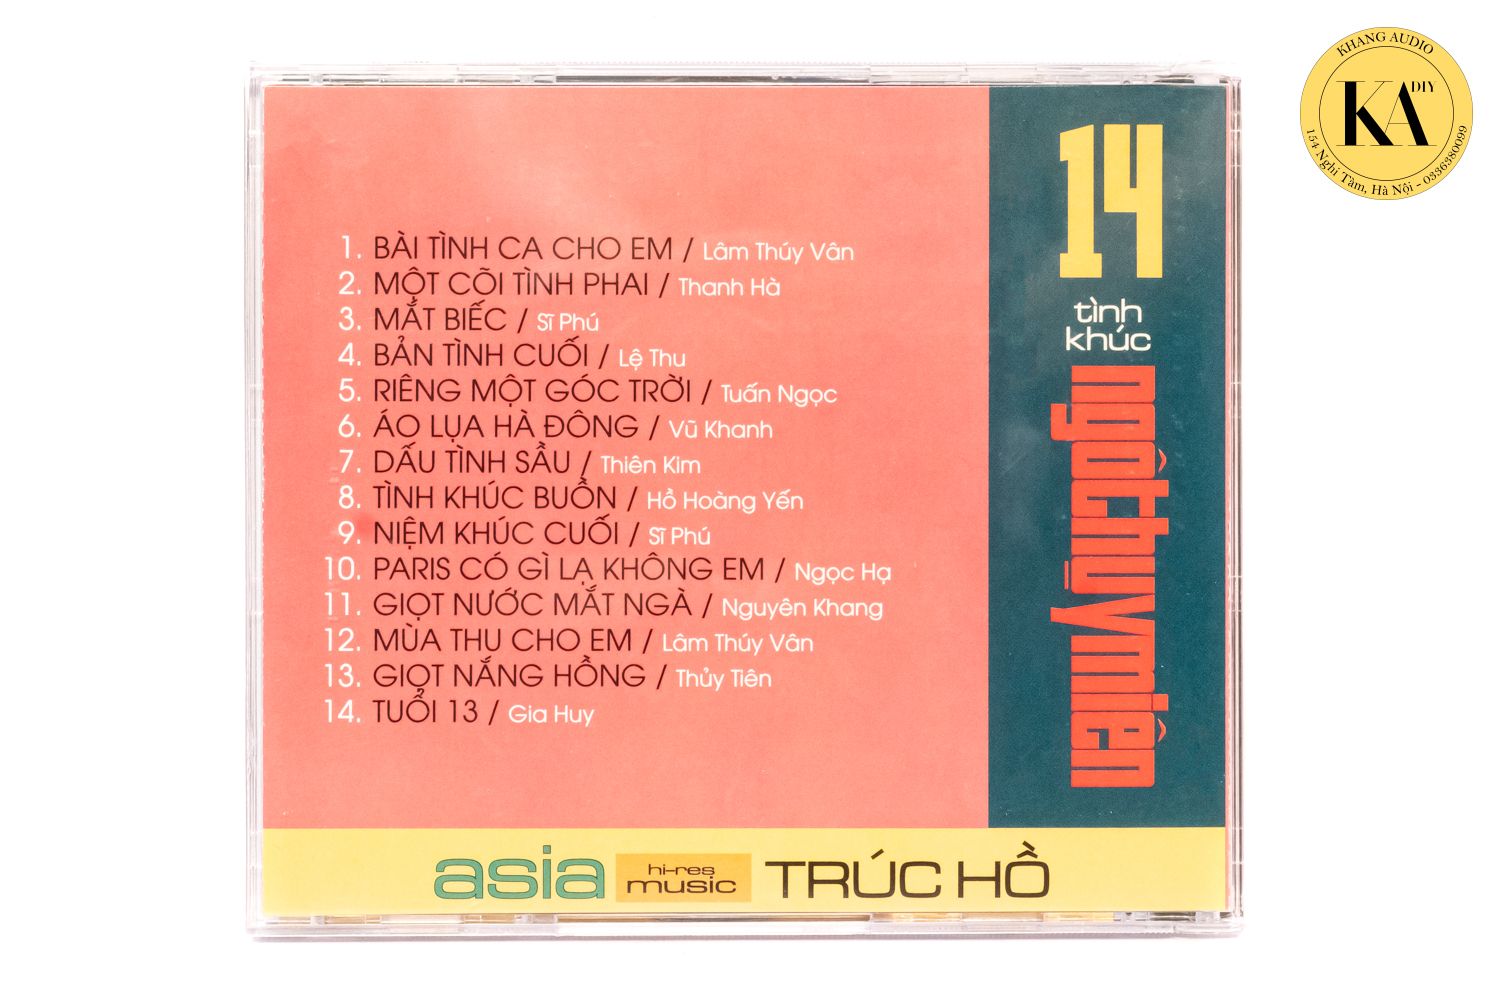 KHANG AUDIO
KA DIY
154 Nghi Tàm, Hà Nội - 0336380099
1. BÀI TÌNH CA CHO EM / Lâm Thúy Vân
2. MỘT CÕI TÌNH PHAI / Thanh Hà
3. MẮT BIẾC / Sĩ Phú
4. BẢN TÌNH CUỐI / Lệ Thu
5. RIÊNG MỘT GÓC TRỜI / Tuấn Ngọc
6. ÁO LỤA HÀ ĐÔNG / Vũ Khanh
7. DẤU TÌNH SẦU / Thiên Kim
8. TÌNH KHÚC BUỒN / Hồ Hoàng Yến
9. NIỆM KHÚC CUỐI / Sĩ Phú
10. PARIS CÓ GÌ LẠ KHÔNG EM / Ngọc Hạ
11. GIỌT NƯỚC MẮT NGÀ / Nguyên Khang
12. MÙA THU CHO EM / Lâm Thúy Vân
13. GIỌT NẮNG HỒNG / Thủy Tiên
14. TUỔI 13 / Gia Huy
14
tình
khúc
ngôthụymiên
asia hi-res music TRÚC HỒ